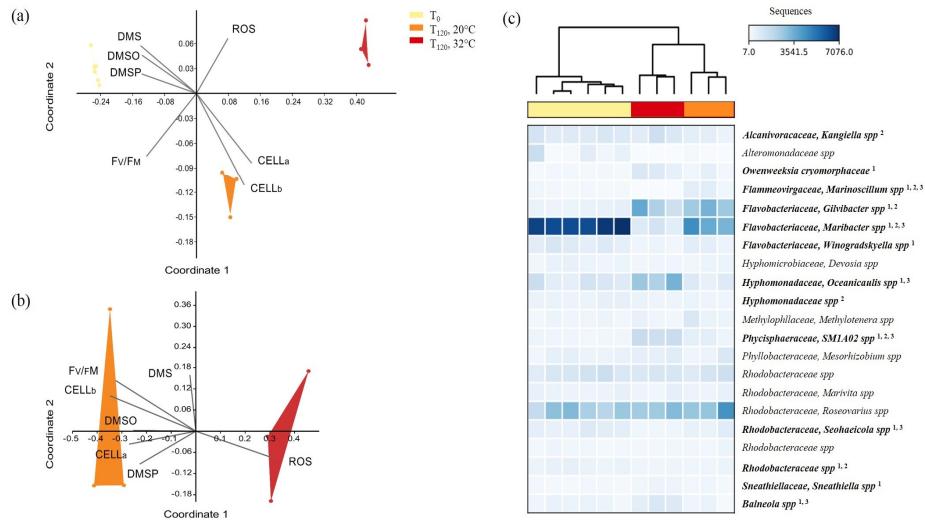 (a)
T0
T120, 20°C
T120, 32°C
DMS
DMSO
DMSP
ROS
FV/FM
CELLa
CELLb
0.06
0.03
-0.03
-0.06
-0.09
-0.12
-0.15
-0.18
-0.24 -0.16 -0.08 0.00 0.08 0.16 0.24 0.32 0.40
Coordinate 2
Coordinate 1
(b)
FV/FM
CELLb
DMS
DMSO
CELLa
DMSP
ROS
0.36
0.30
0.24
0.18
0.12
0.06
-0.06
-0.12
-0.18
-0.5 -0.4 -0.3 -0.2 -0.1 0.0 0.1 0.2 0.3 0.4
Coordinate 2
Coordinate 1
(c)
Sequences
7.0 3541.5 7076.0
Alcanivoracaceae, Kangiella spp 2
Alteromonadaceae spp
Owenweeksia cryomorphaceae 1
Flammeovirgaceae, Marinoscillum spp 1, 2, 3
Flavobacteriaceae, Gilvibacter spp 1, 2
Flavobacteriaceae, Maribacter spp 1, 2, 3
Flavobacteriaceae, Winogradskyella spp 1
Hyphomicrobiaceae, Devosia spp
Hyphomonadaceae, Oceanicaulis spp 1, 3
Hyphomonadaceae spp 2
Methylophllaceae, Methylotenera spp
Phycisphaeraceae, SM1A02 spp 1, 2, 3
Phyllobacteraceae, Mesorhizobium spp
Rhodobacteraceae spp
Rhodobacteraceae, Marivita spp
Rhodobacteraceae, Roseovarius spp
Rhodobacteraceae, Seohaeicola spp 1, 3
Rhodobacteraceae spp
Rhodobacteraceae spp 1, 2
Sneathiellaceae, Sneathiella spp 1
Balneola spp 1, 3